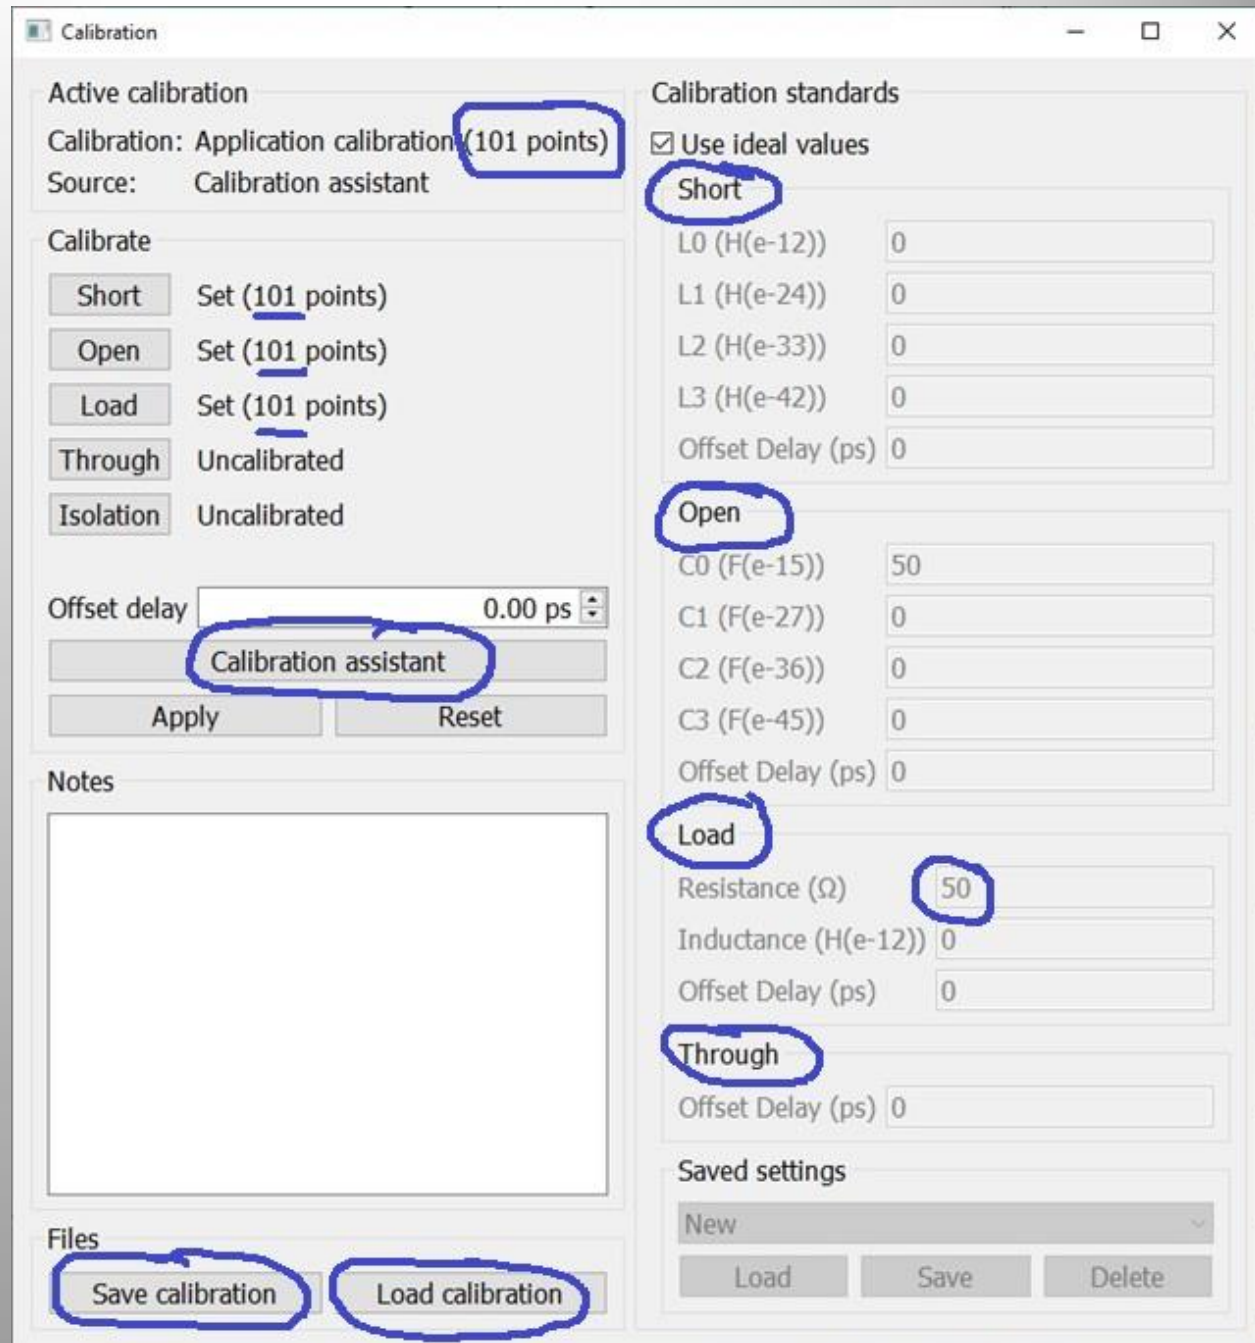 Calibration
Active calibration
Calibration: Application calibration (101 points)
Source: Calibration assistant
Calibrate
Short Set (101 points)
Open Set (101 points)
Load Set (101 points)
Through Uncalibrated
Isolation Uncalibrated
Offset delay 0.00 ps
Calibration assistant
Apply Reset
Notes
Files
Save calibration Load calibration
Calibration standards
Use ideal values
Short
L0 (H(e-12)) 0
L1 (H(e-24)) 0
L2 (H(e-33)) 0
L3 (H(e-42)) 0
Offset Delay (ps) 0
Open
C0 (F(e-15)) 50
C1 (F(e-27)) 0
C2 (F(e-36)) 0
C3 (F(e-45)) 0
Offset Delay (ps) 0
Load
Resistance (Ω) 50
Inductance (H(e-12)) 0
Offset Delay (ps) 0
Through
Offset Delay (ps) 0
Saved settings
New
Load Save Delete